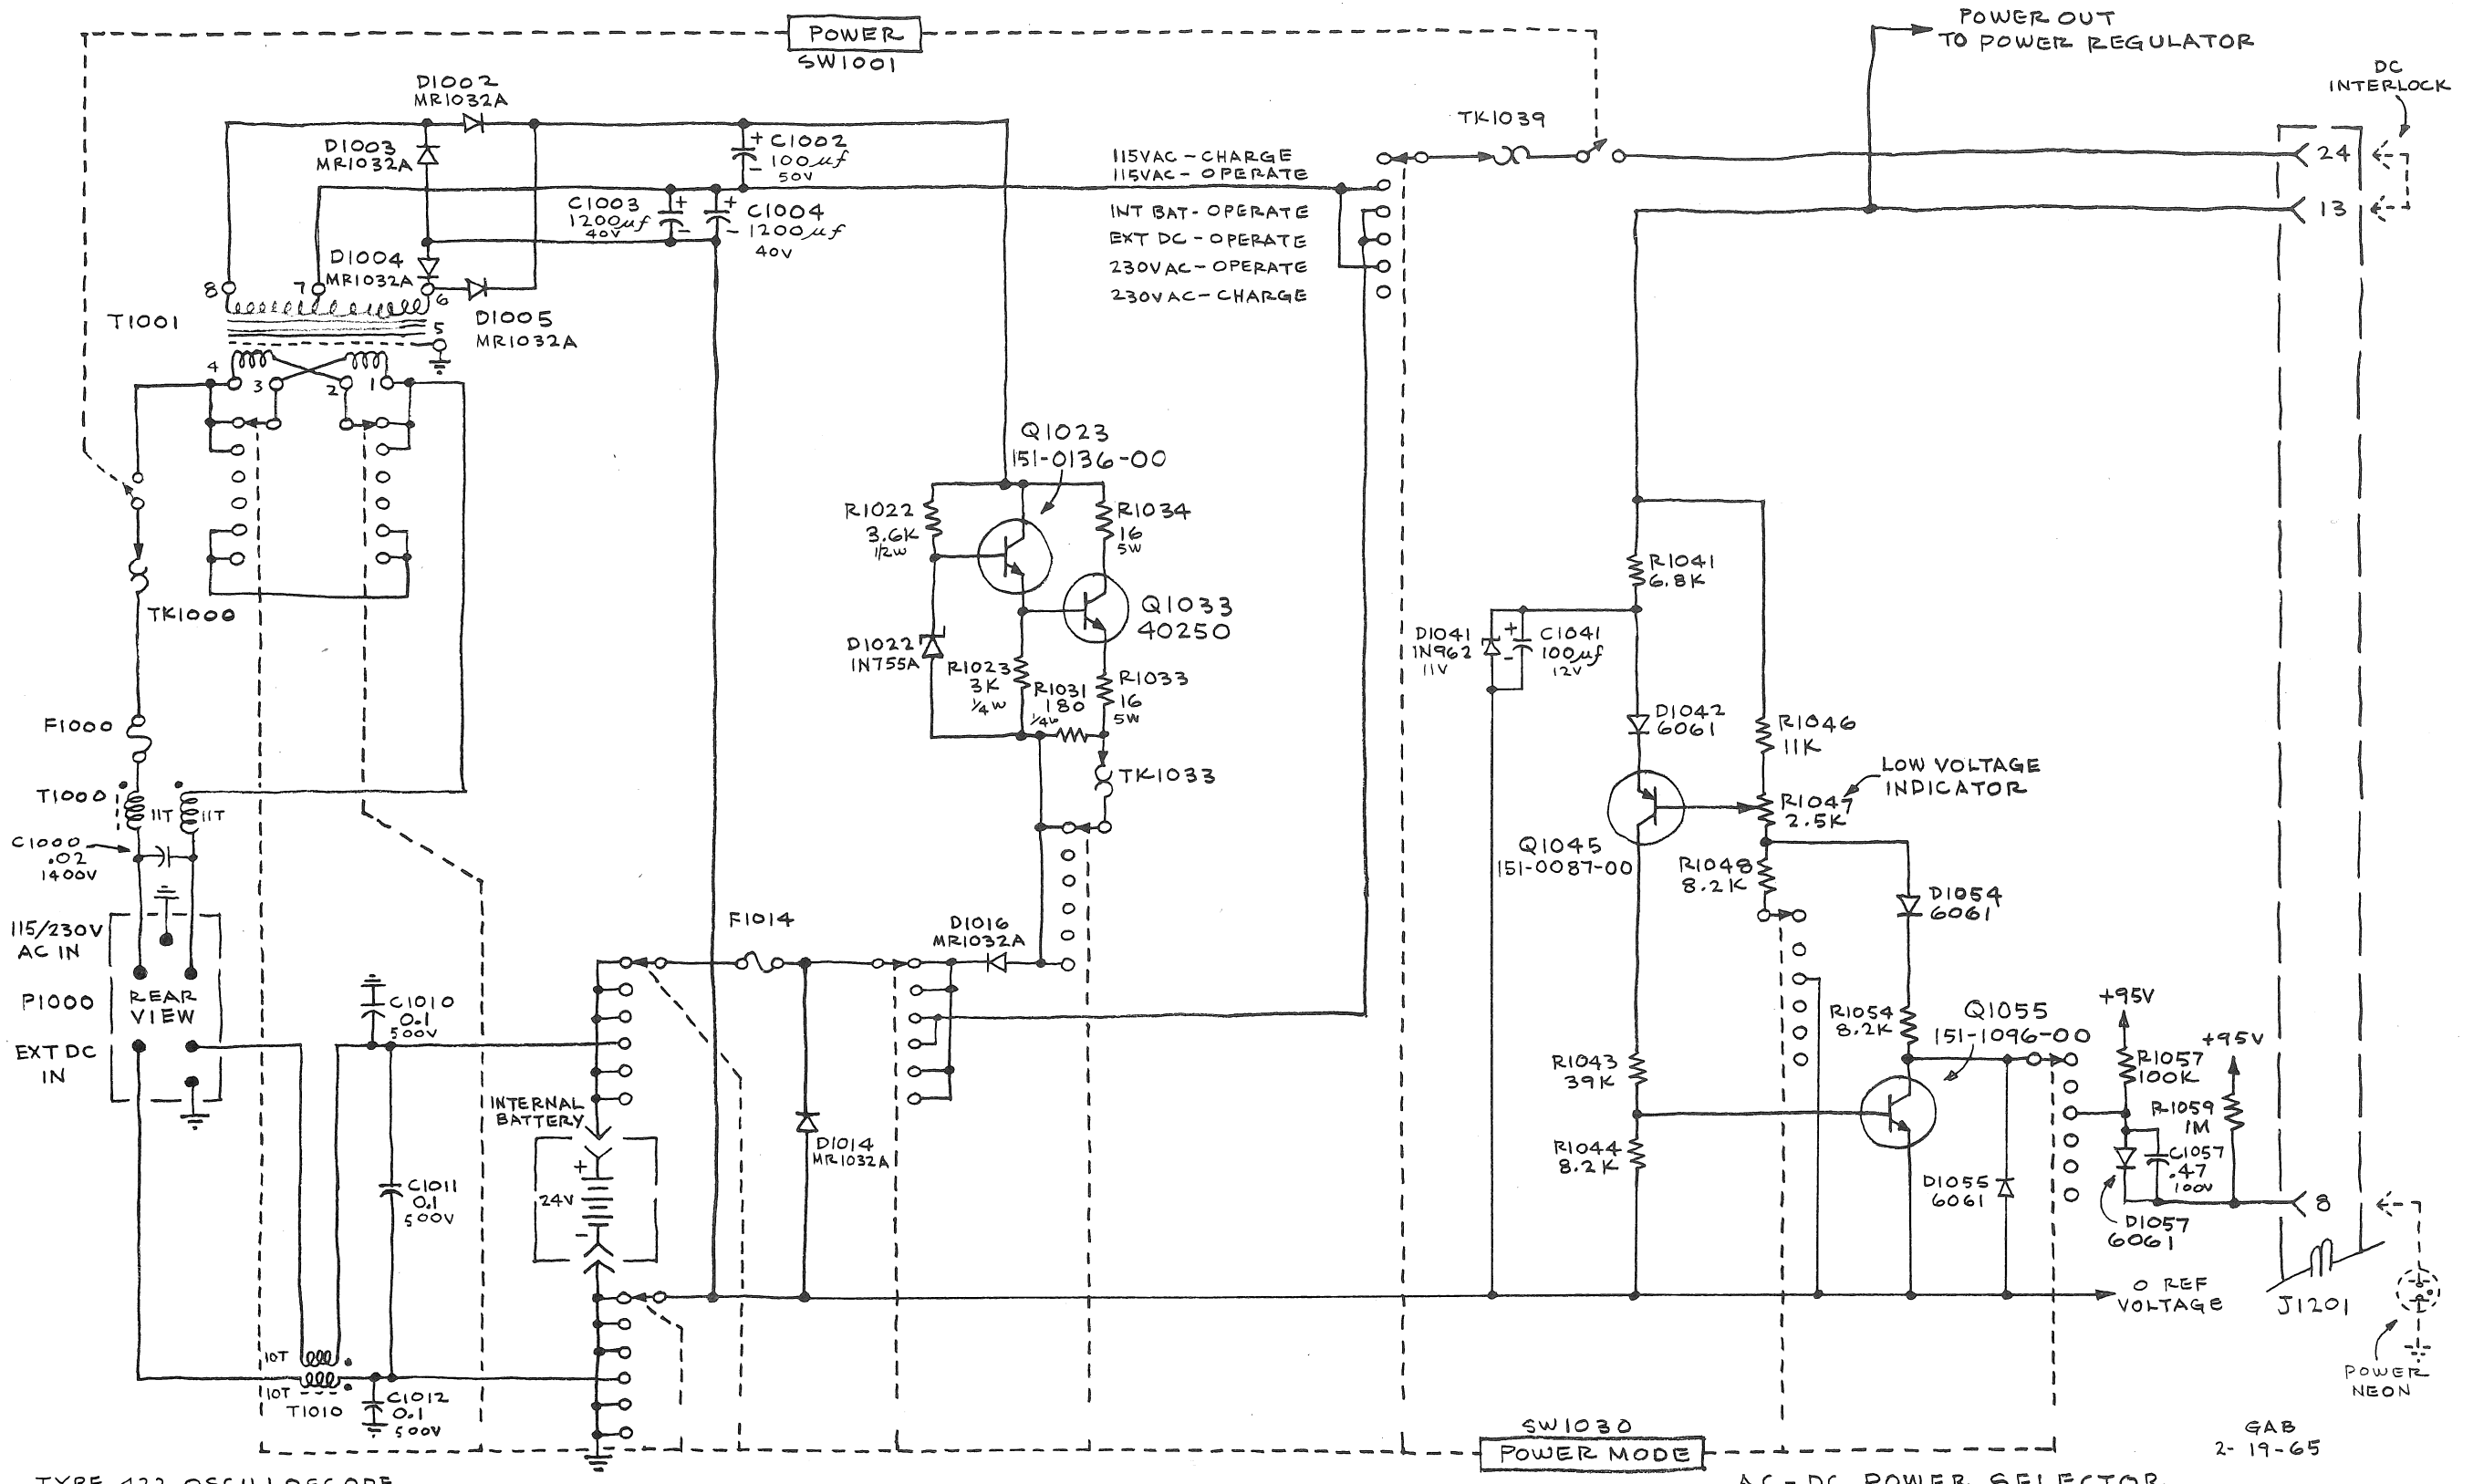 POWER
SW1001
POWER OUT
TO POWER REGULATOR
DC
INTERLOCK
D1002
MR1032A
D1003
MR1032A
+ C1002
100µf
- 50V
TK1039
115VAC - CHARGE
115VAC - OPERATE
INT BAT - OPERATE
EXT DC - OPERATE
230VAC - OPERATE
230VAC - CHARGE
24
13
C1003
1200µf
40V
+
-
+
C1004
- 1200µf
40V
D1004
MR1032A
8
7
6
T1001
5
D1005
MR1032A
4
3
2
1
Q1023
151-0136-00
R1022
3.6K
1/2W
R1034
16
5W
Q1033
40250
TK1000
D1022
1N755A
R1023
3K
1/4W
R1031
180
1/4W
R1033
16
5W
TK1033
R1041
6.8K
D1041
1N962
11V
+
-
C1041
100µf
12V
D1042
6061
R1046
11K
LOW VOLTAGE
INDICATOR
R1047
2.5K
Q1045
151-0087-00
R1048
8.2K
D1054
6061
F1000
T1000
11T
11T
C1000
.02
1400V
115/230V
AC IN
P1000
REAR
VIEW
EXT DC
IN
C1010
0.1
500V
F1014
D1016
MR1032A
R1054
8.2K
Q1055
151-1096-00
+95V
+95V
R1057
100K
R1059
1M
R1043
39K
INTERNAL
BATTERY
+
24V
-
D1014
MR1032A
R1044
8.2K
D1055
6061
C1057
.47
100V
8
D1057
6061
C1011
0.1
500V
O REF
VOLTAGE
J1201
POWER
NEON
10T
10T
T1010
C1012
0.1
500V
SW1030
POWER MODE
GAB
2-19-65
TYPE 422 OSCILLOSCOPE
AC-DC POWER SELECTOR